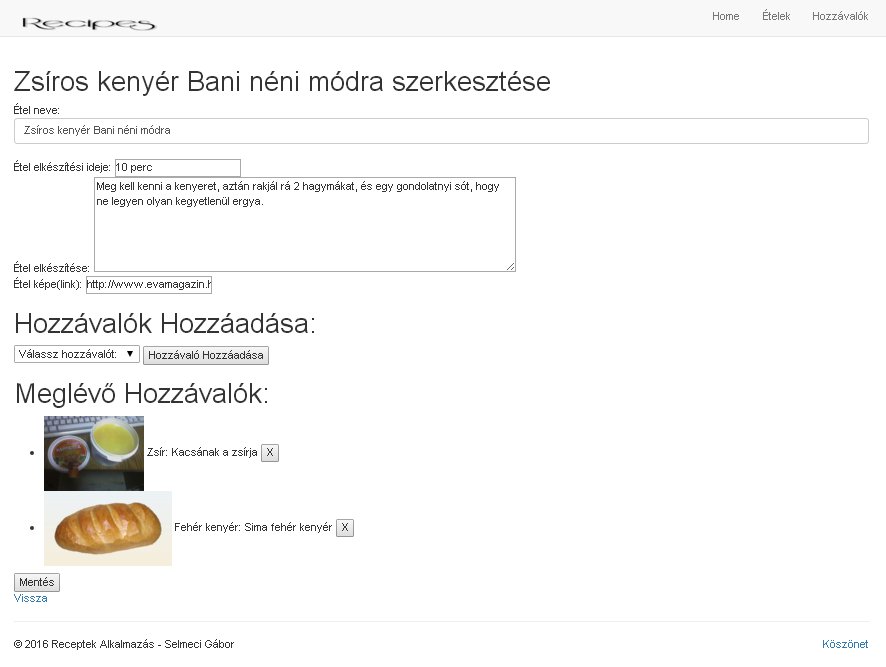 Recipes
Home Ételek Hozzávalók
Zsíros kenyér Bani néni módra szerkesztése
Étel neve:
Zsíros kenyér Bani néni módra
Étel elkészítési ideje: 10 perc
Meg kell kenni a kenyeret, aztán rakjál rá 2 hagymákat, és egy gondolatnyi sót, hogy
ne legyen olyan kegyetlenül ergya.
Étel elkészítése:
Étel képe(link): http://www.evamagazin.h
Hozzávalók Hozzáadása:
Válassz hozzávalót: Hozzávaló Hozzáadása
Meglévő Hozzávalók:
Zsír: Kacsának a zsírja X
Fehér kenyér: Sima fehér kenyér X
Mentés
Vissza
© 2016 Receptek Alkalmazás - Selmeci Gábor
Köszönet